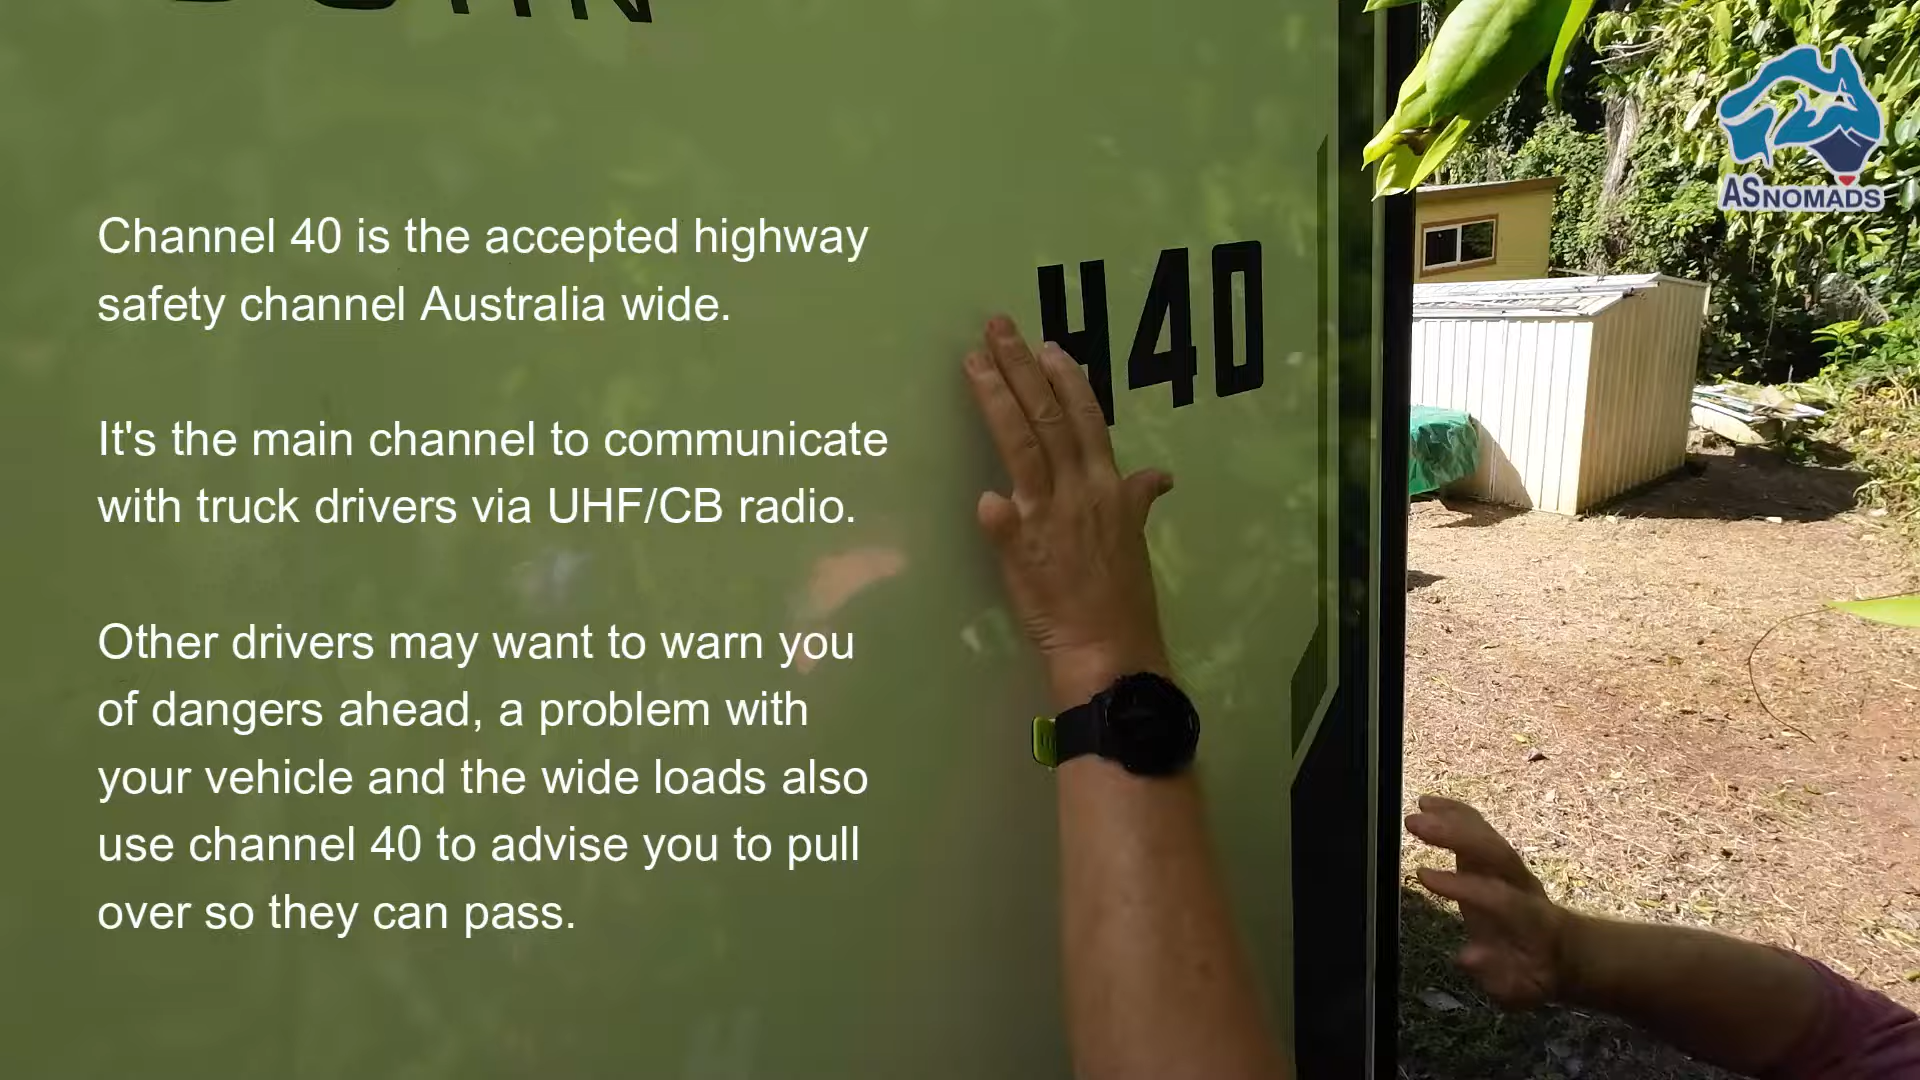 Channel 40 is the accepted highway
safety channel Australia wide.
It's the main channel to communicate
with truck drivers via UHF/CB radio.
Other drivers may want to warn you
of dangers ahead, a problem with
your vehicle and the wide loads also
use channel 40 to advise you to pull
over so they can pass.
H40
ASNOMADS